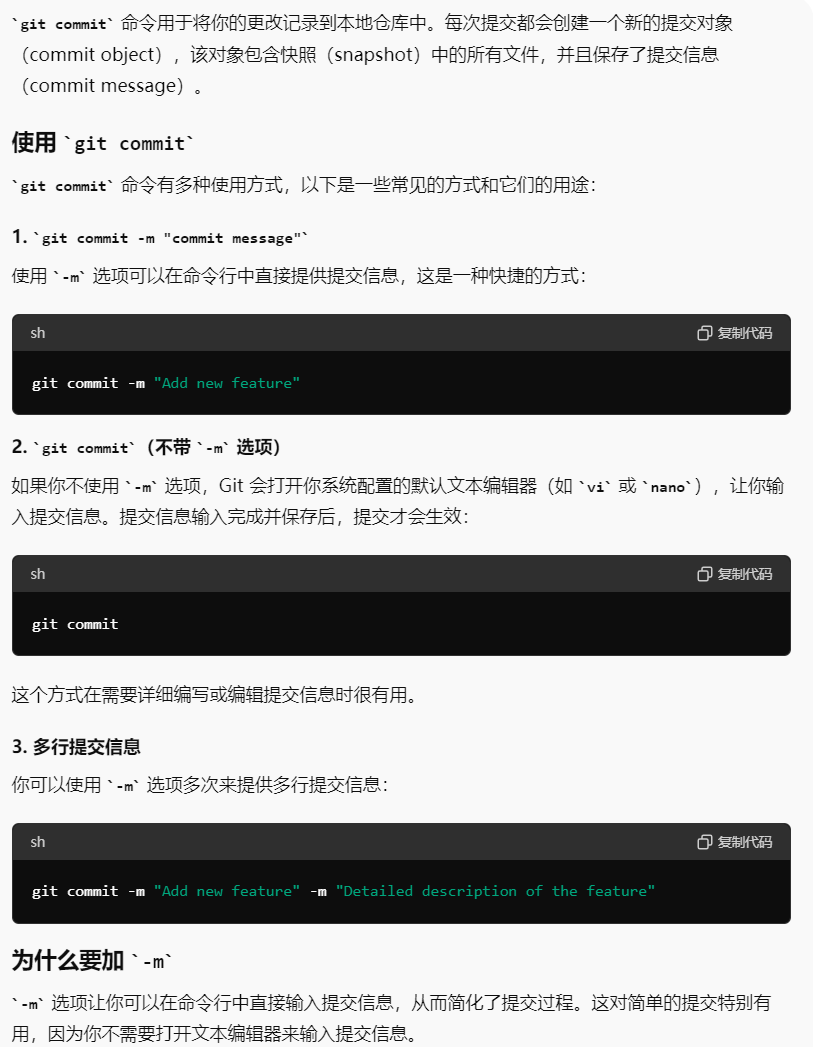 `git commit` 命令用于将你的更改记录到本地仓库中。每次提交都会创建一个新的提交对象
（commit object），该对象包含快照（snapshot）中的所有文件，并且保存了提交信息
（commit message）。
使用 `git commit`
`git commit` 命令有多种使用方式，以下是一些常见的方式和它们的用途：
1. `git commit -m "commit message"`
使用 `-m` 选项可以在命令行中直接提供提交信息，这是一种快捷的方式：
sh 复制代码
git commit -m "Add new feature"
2. `git commit`（不带 `-m` 选项）
如果你不使用 `-m` 选项，Git 会打开你系统配置的默认文本编辑器（如 `vi` 或 `nano`），让你输
入提交信息。提交信息输入完成并保存后，提交才会生效：
sh 复制代码
git commit
这个方式在需要详细编写或编辑提交信息时很有用。
3. 多行提交信息
你可以使用 `-m` 选项多次来提供多行提交信息：
sh 复制代码
git commit -m "Add new feature" -m "Detailed description of the feature"
为什么要加 `-m`
`-m` 选项让你可以在命令行中直接输入提交信息，从而简化了提交过程。这对简单的提交特别有
用，因为你不需要打开文本编辑器来输入提交信息。